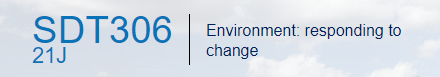 SDT306
21J
Environment: responding to
change